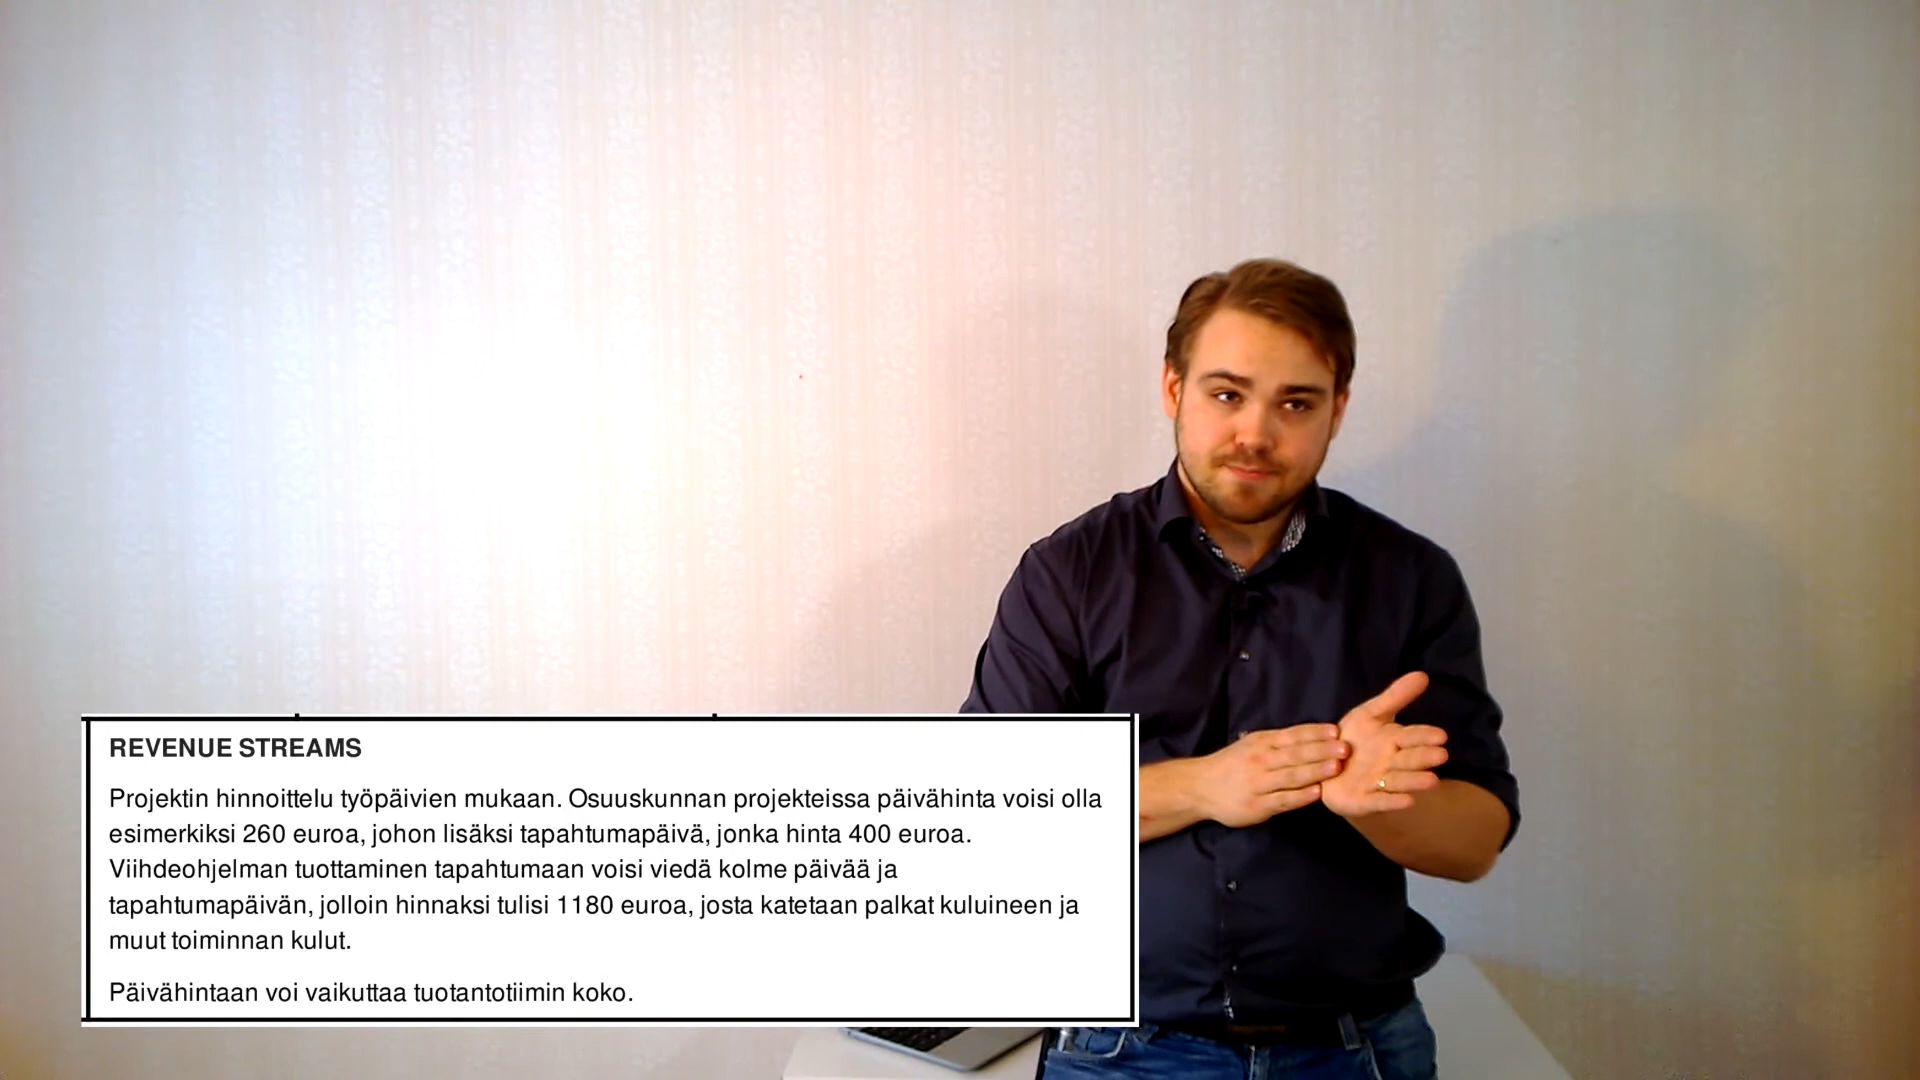 REVENUE STREAMS
Projektin hinnoittelu työpäivien mukaan. Osuuskunnan projekteissa päivähinta voisi olla
esimerkiksi 260 euroa, johon lisäksi tapahtumapäivä, jonka hinta 400 euroa.
Viihdeohjelman tuottaminen tapahtumaan voisi viedä kolme päivää ja
tapahtumapäivän, jolloin hinnaksi tulisi 1180 euroa, josta katetaan palkat kuluineen ja
muut toiminnan kulut.
Päivähintaan voi vaikuttaa tuotantotiimin koko.